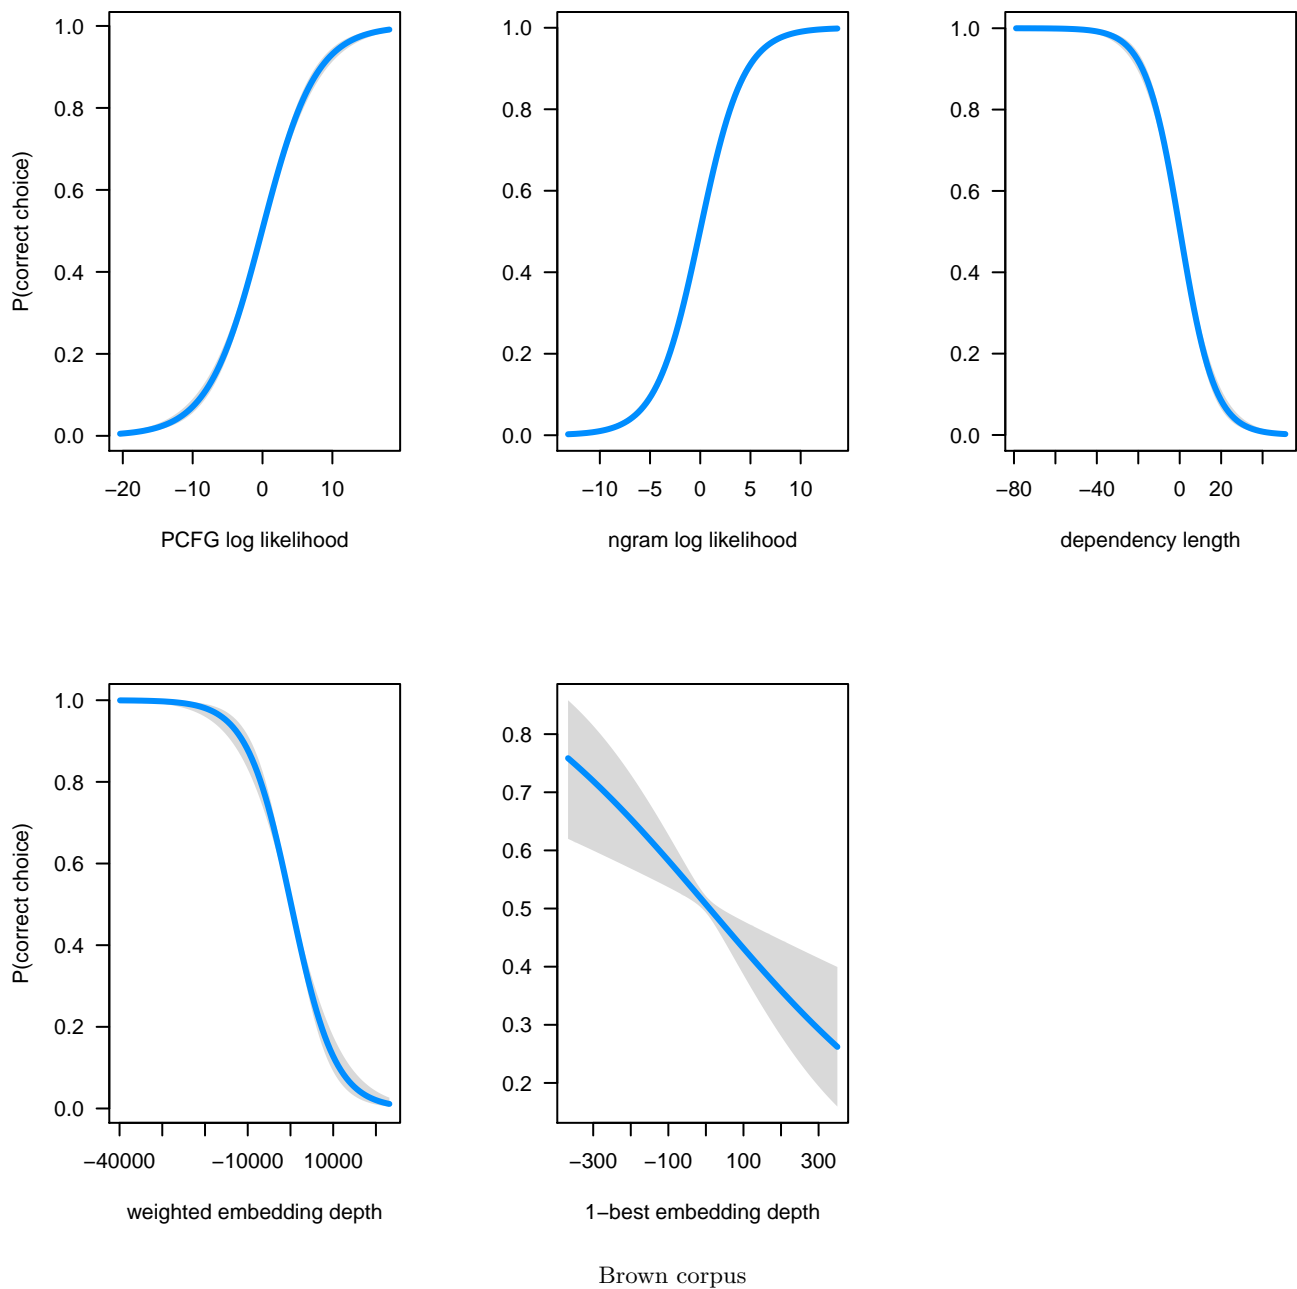 1.0
0.8
0.6
0.4
0.2
0.0
P(correct choice)
−20 −10 0 10
PCFG log likelihood
1.0
0.8
0.6
0.4
0.2
0.0
−10 −5 0 5 10
ngram log likelihood
1.0
0.8
0.6
0.4
0.2
0.0
−80 −40 0 20
dependency length
1.0
0.8
0.6
0.4
0.2
0.0
P(correct choice)
−40000 −10000 10000
weighted embedding depth
0.8
0.7
0.6
0.5
0.4
0.3
0.2
−300 −100 100 300
1−best embedding depth
Brown corpus